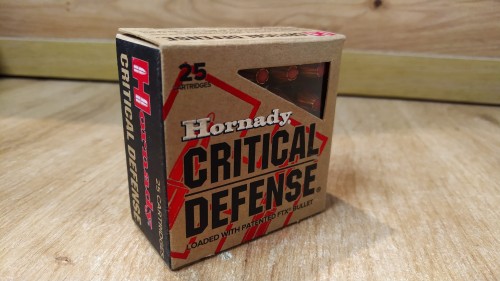 25
CARTRIDGES
Hornady
CRITICAL
DEFENSE®
LOADED WITH PATENTED FTX® BULLET
Hornady
CRITICAL DEFENSE
25 CARTRIDGES